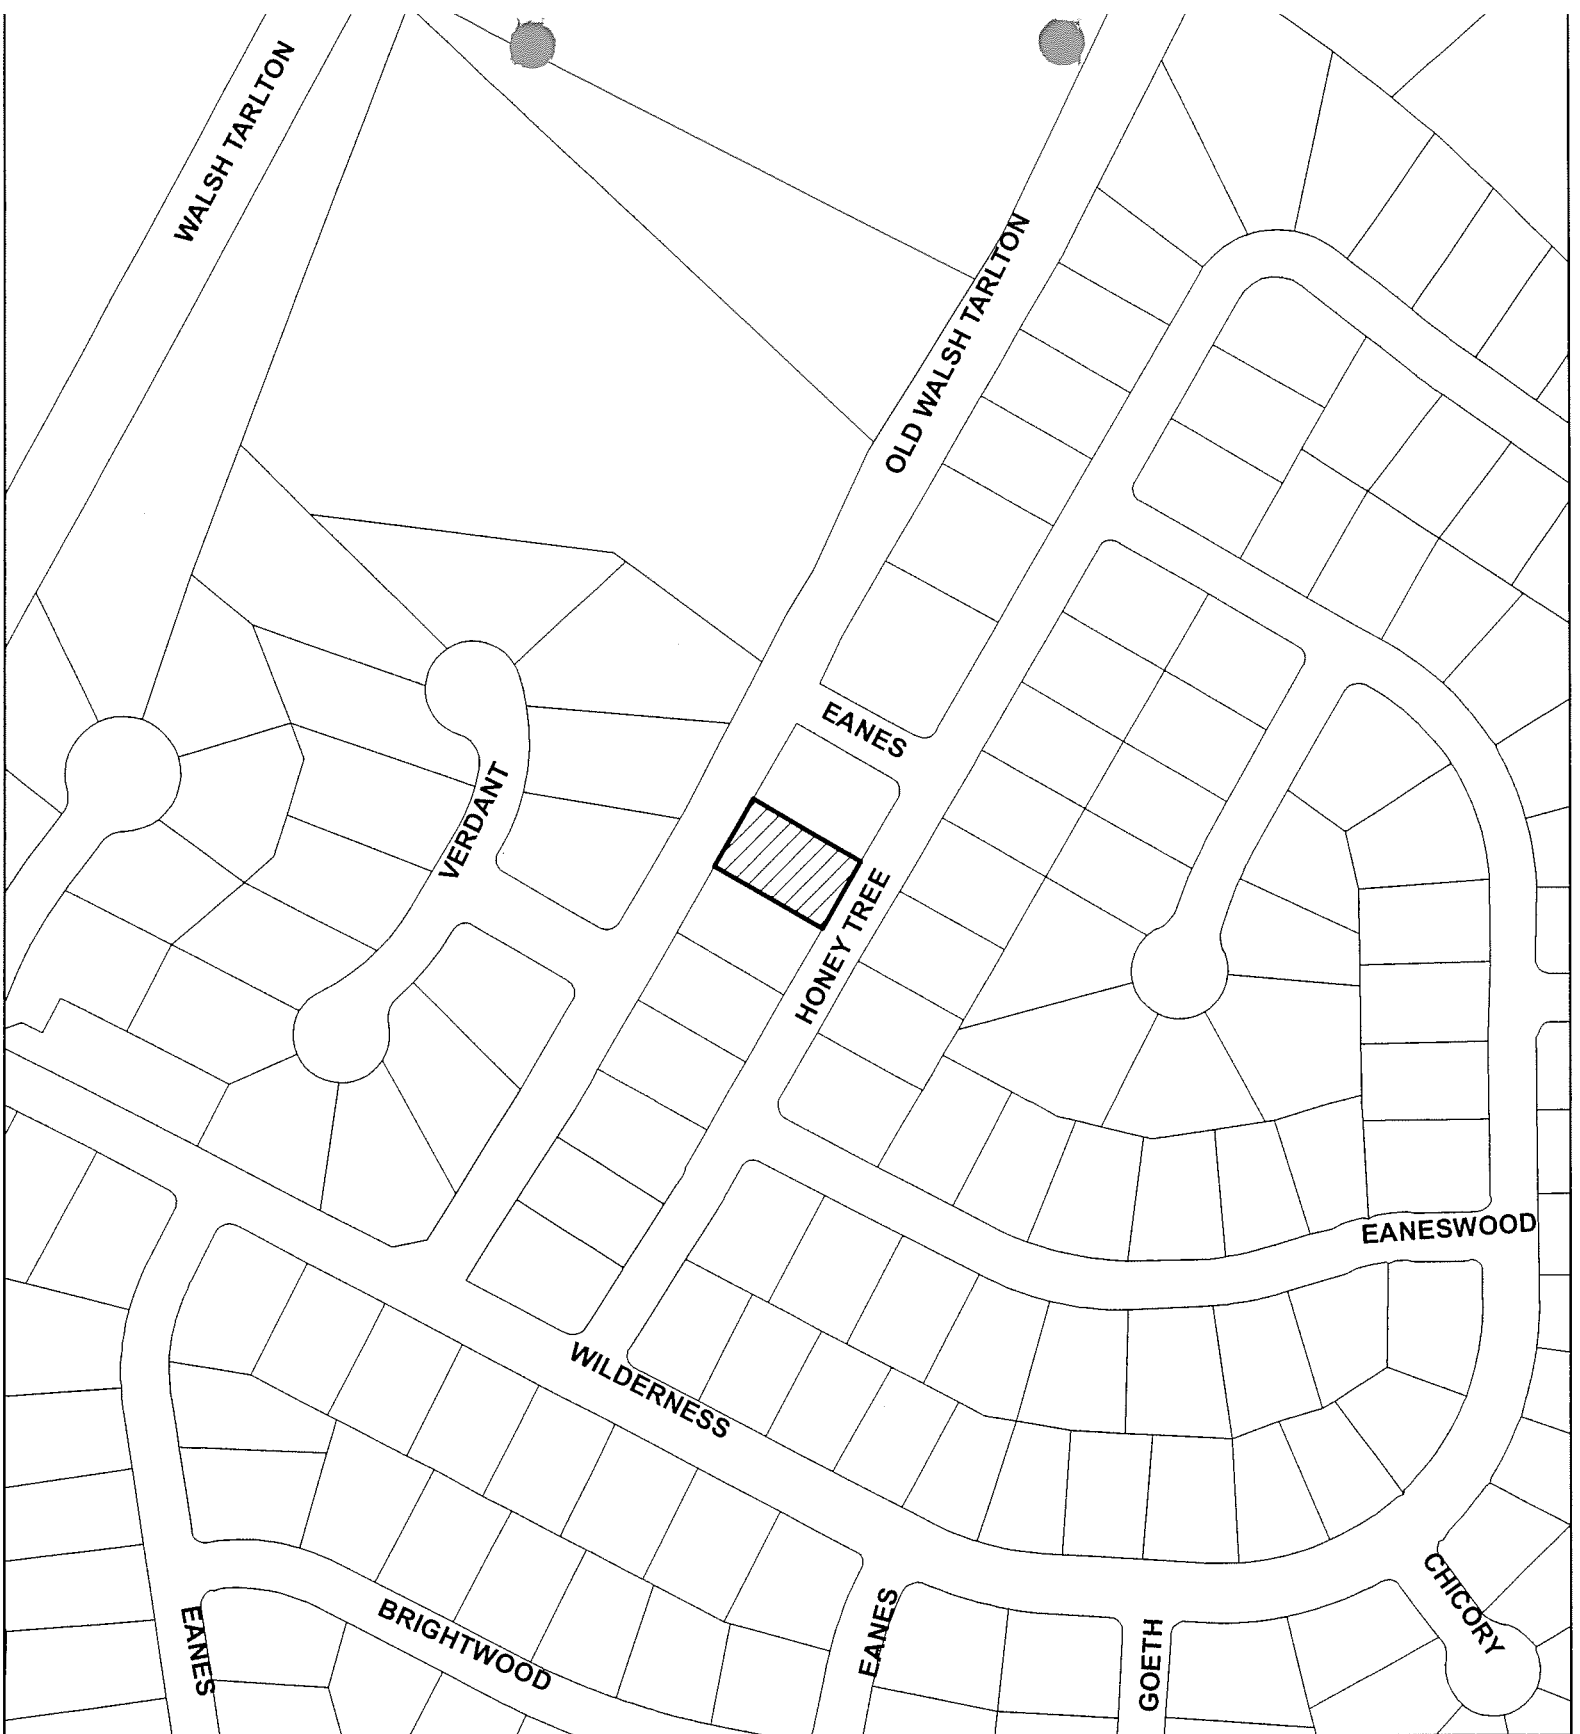 WALSH TARLTON
OLD WALSH TARLTON
EANES
VERDANT
HONEY TREE
EANESWOOD
WILDERNESS
CHICORY
EANES
BRIGHTWOOD
EANES
GOETH